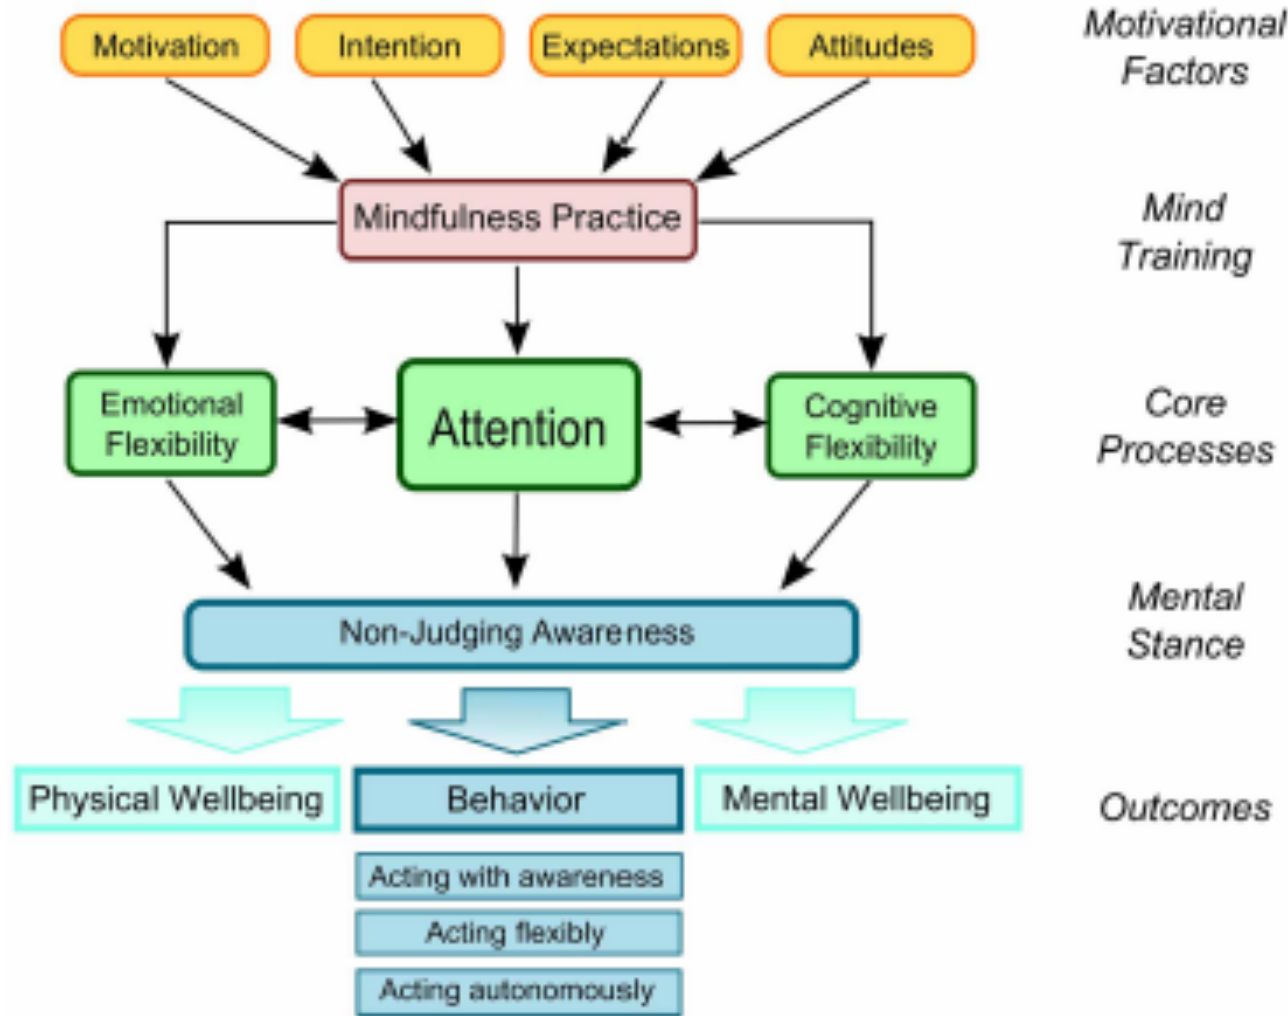 Motivation
Intention
Expectations
Attitudes
Motivational
Factors
Mindfulness Practice
Mind
Training
Emotional
Flexibility
Attention
Cognitive
Flexibility
Core
Processes
Non-Judging Awareness
Mental
Stance
Physical Wellbeing
Behavior
Mental Wellbeing
Outcomes
Acting with awareness
Acting flexibly
Acting autonomously